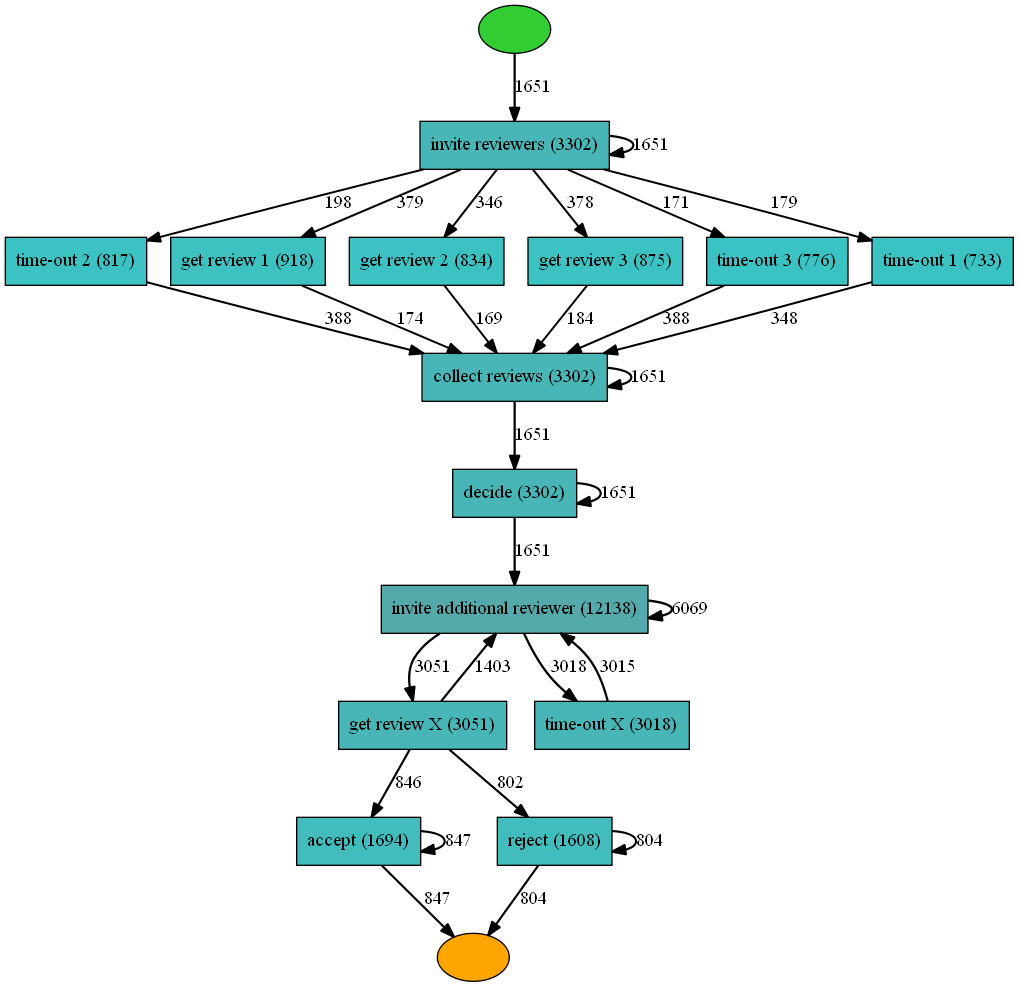 1651
invite reviewers (3302)
1651
198
379
346
378
171
179
time-out 2 (817)
get review 1 (918)
get review 2 (834)
get review 3 (875)
time-out 3 (776)
time-out 1 (733)
388
174
169
184
388
348
collect reviews (3302)
1651
1651
decide (3302)
1651
1651
invite additional reviewer (12138)
6069
3051
1403
3018
3015
get review X (3051)
time-out X (3018)
846
802
accept (1694)
847
reject (1608)
804
847
804